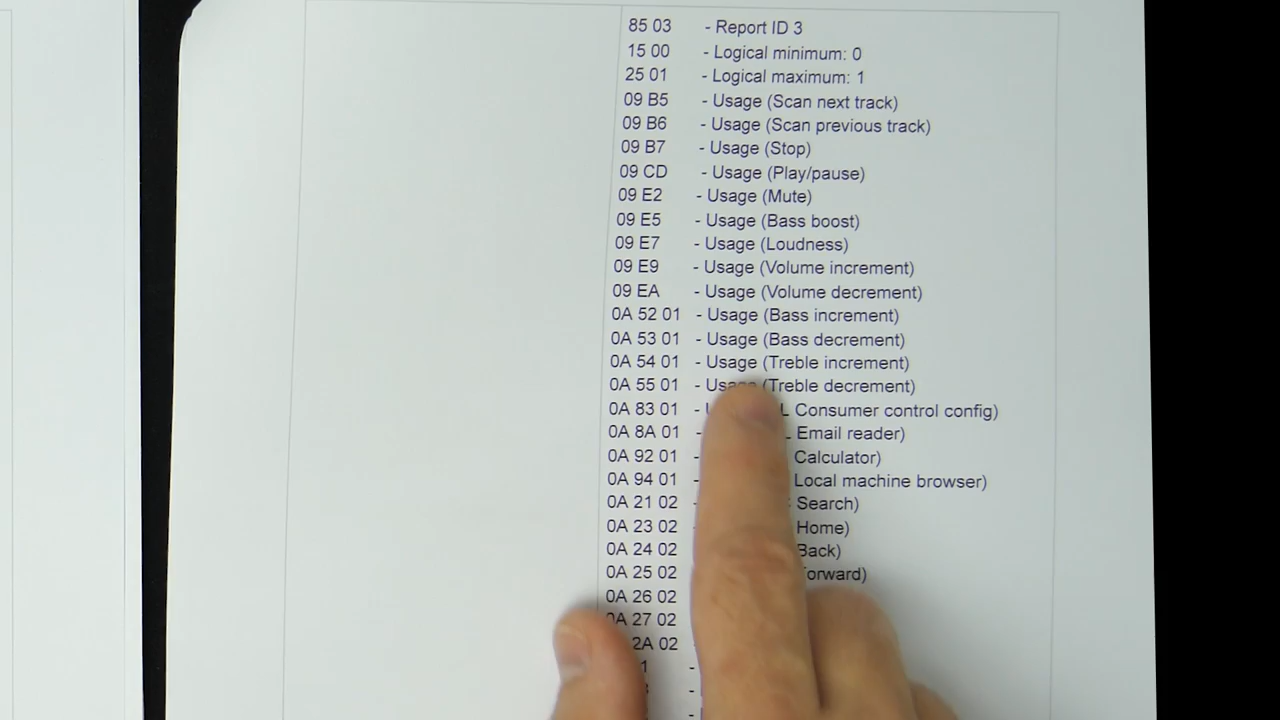 85 03 - Report ID 3
15 00 - Logical minimum: 0
25 01 - Logical maximum: 1
09 B5 - Usage (Scan next track)
09 B6 - Usage (Scan previous track)
09 B7 - Usage (Stop)
09 CD - Usage (Play/pause)
09 E2 - Usage (Mute)
09 E5 - Usage (Bass boost)
09 E7 - Usage (Loudness)
09 E9 - Usage (Volume increment)
09 EA - Usage (Volume decrement)
0A 52 01 - Usage (Bass increment)
0A 53 01 - Usage (Bass decrement)
0A 54 01 - Usage (Treble increment)
0A 55 01 - Usage (Treble decrement)
0A 83 01 - Consumer control config)
0A 8A 01 - Email reader)
0A 92 01 - Calculator)
0A 94 01 - Local machine browser)
0A 21 02 - Search)
0A 23 02 Home)
0A 24 02 Back)
0A 25 02 orward)
0A 26 02
0A 27 02
2A 02